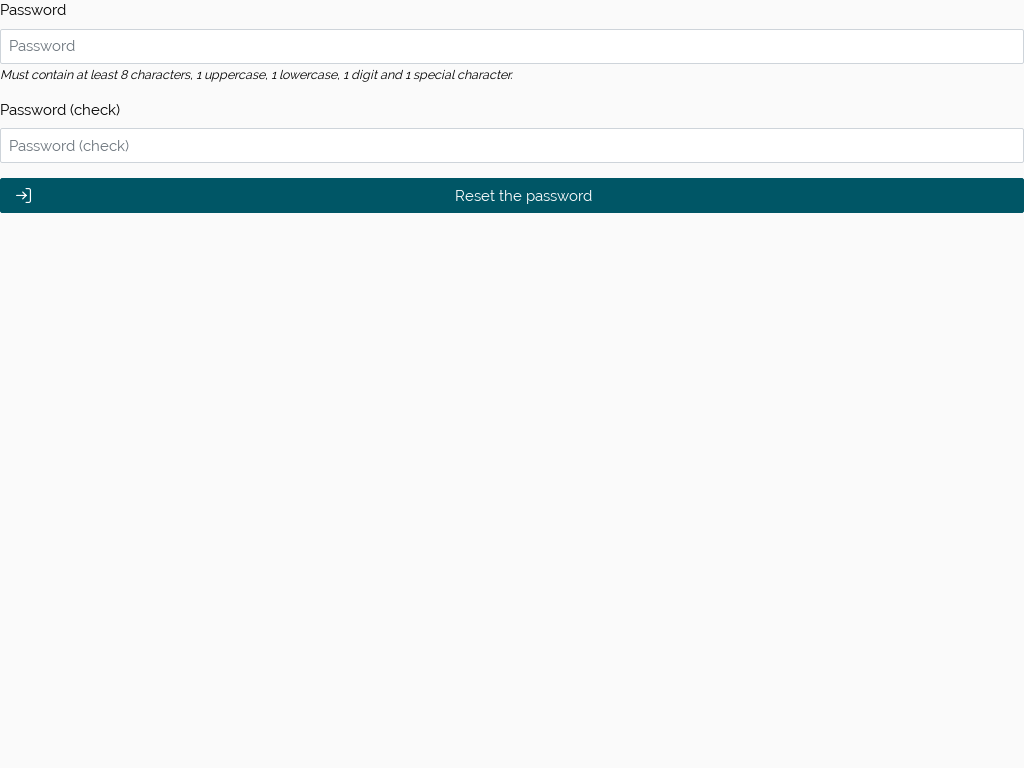 Password
Password
Must contain at least 8 characters, 1 uppercase, 1 lowercase, 1 digit and 1 special character.
Password (check)
Password (check)
Reset the password